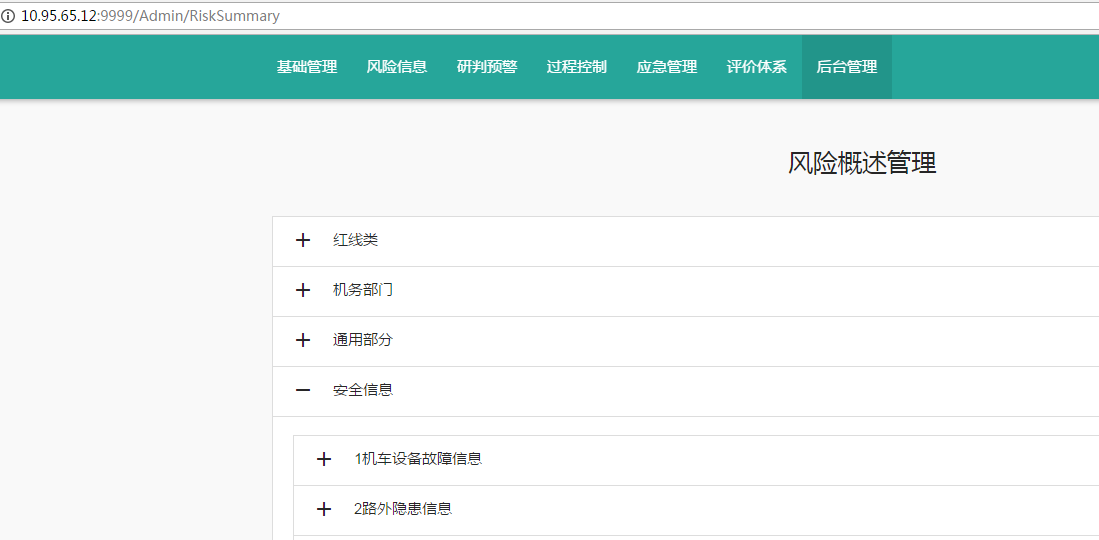 10.95.65.12:9999/Admin/RiskSummary
基础管理 风险信息 研判预警 过程控制 应急管理 评价体系 后台管理
风险概述管理
红线类
机务部门
通用部分
安全信息
1机车设备故障信息
2路外隐患信息